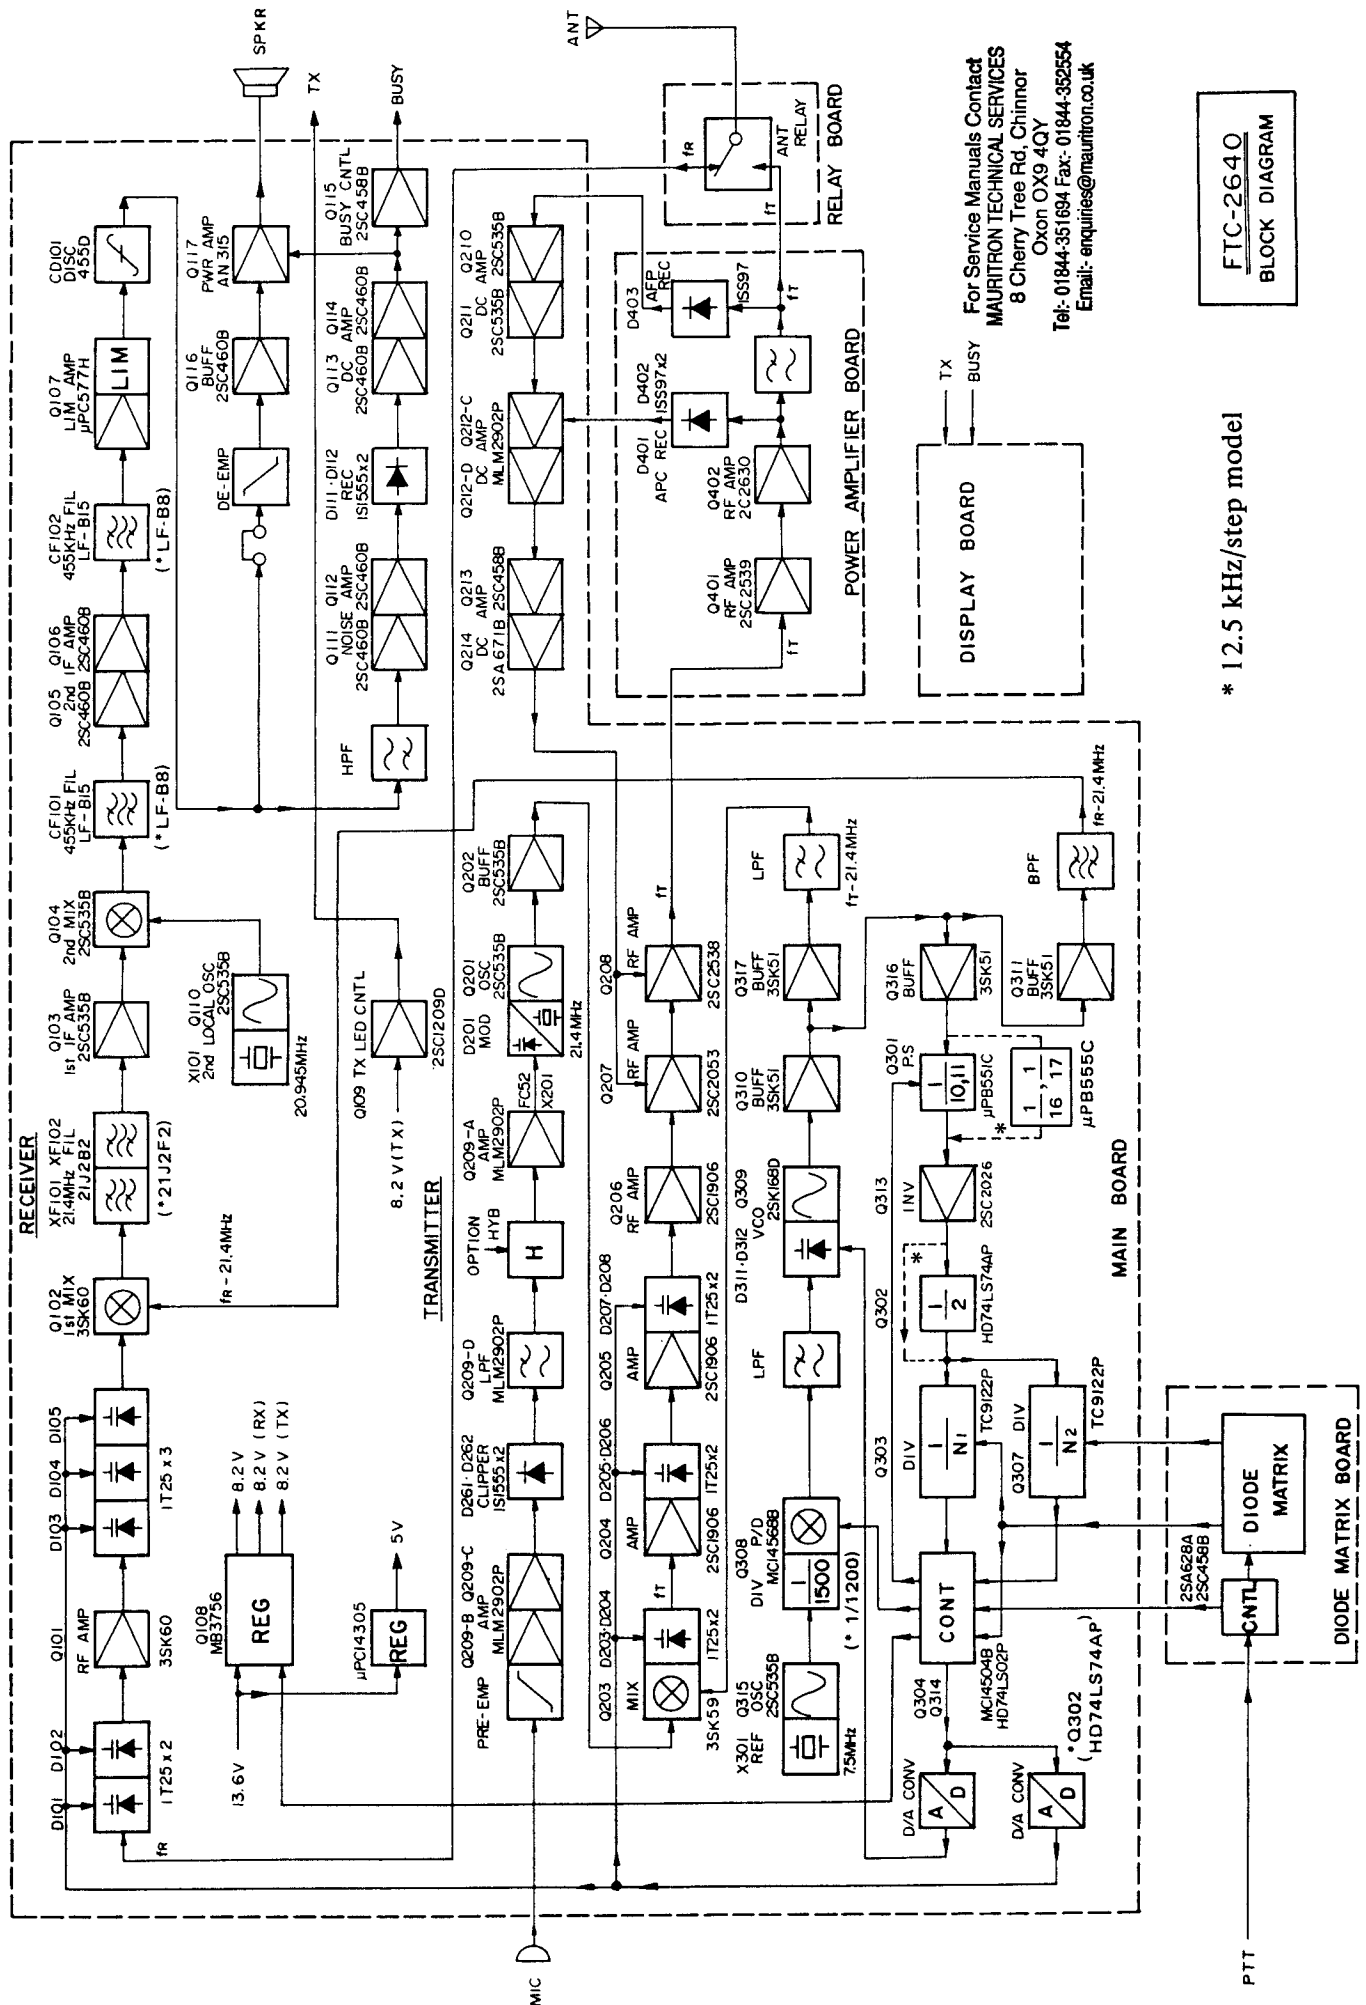 RECEIVER
D101 D102
1T25 x 2
fR
Q101
RF AMP
3SK60
D103 D104 D105
1T25 x 3
Q102
1st MIX
3SK60
fR - 21.4MHz
XF101 XF102
21.4MHz FIL
21J2B2
(*21J2F2)
Q103
1st IF AMP
2SC535B
Q104
2nd MIX
2SC535B
X101 Q110
2nd LOCAL OSC
2SC535B
20.945MHz
CF101
455KHz FIL
LF-B15
(*LF-B8)
Q105 Q106
2nd IF AMP
2SC460B 2SC460B
CF102
455KHz FIL
LF-B15
(*LF-B8)
Q107
LIM AMP
μPC577H
LIM
CD101
DISC
455D
13.6V
Q108
MB3756
REG
8.2 V
8.2 V (RX)
8.2 V (TX)
μPC14305
REG
5V
Q109 TX LED CNTL
8.2 V (TX)
2SC1209D
DE-EMP
Q116
BUFF
2SC460B
Q117
PWR AMP
AN315
SPKR
TX
HPF
Q111 Q112
NOISE AMP
2SC460B 2SC460B
D111·D112
REC
1S1555x2
Q113 Q114
DC AMP
2SC460B 2SC460B
Q115
BUSY CNTL
2SC458B
BUSY
TRANSMITTER
MIC
PRE-EMP
Q209-B Q209-C
AMP
MLM2902P
D261·D262
CLIPPER
1S1555 x2
Q209-D
LPF
MLM2902P
OPTION
HYB
H
Q209-A
AMP
MLM2902P
FC52
X201
D201
MOD
Q201
OSC
2SC535B
21.4MHz
Q202
BUFF
2SC535B
Q214 Q213
DC AMP
2SA671B 2SC458B
Q212-D Q212-C
DC AMP
MLM2902P
Q211 Q210
DC AMP
2SC535B 2SC535B
Q203 D203·D204
MIX
3SK59 1T25x2
fT
Q204 D205·D206
AMP
2SC1906 1T25x2
Q205 D207·D208
AMP
2SC1906 1T25x2
Q206
RF AMP
2SC1906
Q207
RF AMP
2SC2053
Q208
RF AMP
2SC2538
fT
fT
Q401
RF AMP
2SC2539
Q402
RF AMP
2C2630
D401 D402
APC REC 1SS97x2
D403
AFP REC
1SS97
fT
POWER AMPLIFIER BOARD
fR
fT
ANT
RELAY
RELAY BOARD
ANT
X301 Q315
REF OSC
2SC535B
7.5MHz
Q308
DIV P/D
MC14568B
1
1500
(* 1/1200)
LPF
D311·D312 Q309
VCO
2SK168D
Q310
BUFF
3SK51
Q317
BUFF
3SK51
LPF
fT-21.4MHz
D/A CONV
A
D
D/A CONV
A
D
(*Q302
HD74LS74AP)
Q304
Q314
CONT
MC14504B
HD74LS02P
Q303
DIV
1
N1
TC9122P
Q307 DIV
1
N2
TC9122P
Q302
1
2
HD74LS74AP
*
Q313
INV
2SC2026
Q301
P.S
1
10,11
μPB551C
*
1 , 1
16 17
μPB555C
Q316
BUFF
3SK51
Q311
BUFF
3SK51
BPF
fR-21.4MHz
MAIN BOARD
PTT
CNTL
2SA628A
2SC458B
DIODE
MATRIX
DIODE MATRIX BOARD
DISPLAY BOARD
TX
BUSY
For Service Manuals Contact
MAURITRON TECHNICAL SERVICES
8 Cherry Tree Rd, Chinnor
Oxon OX9 4QY
Tel:- 01844-351694 Fax:- 01844-352554
Email:- enquiries@mauritron.co.uk
* 12.5 kHz/step model
FTC-2640
BLOCK DIAGRAM